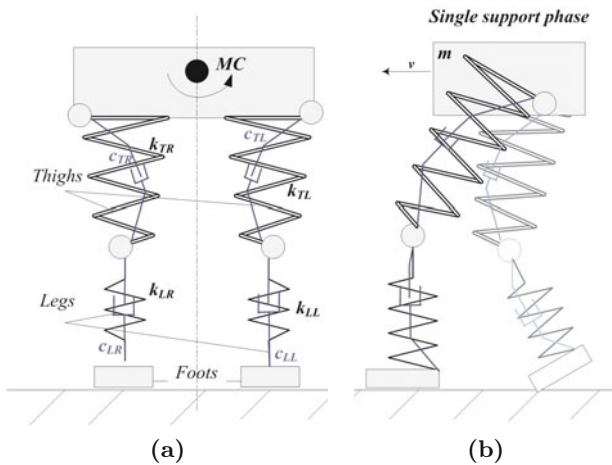 Single support phase
MC
m
v
k_TR
c_TR
c_TL
k_TL
Thighs
k_LR
k_LL
Legs
c_LR
c_LL
Foots
(a)
(b)